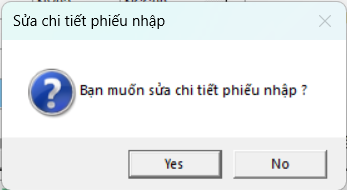 Sửa chi tiết phiếu nhập
Bạn muốn sửa chi tiết phiếu nhập ?
Yes No